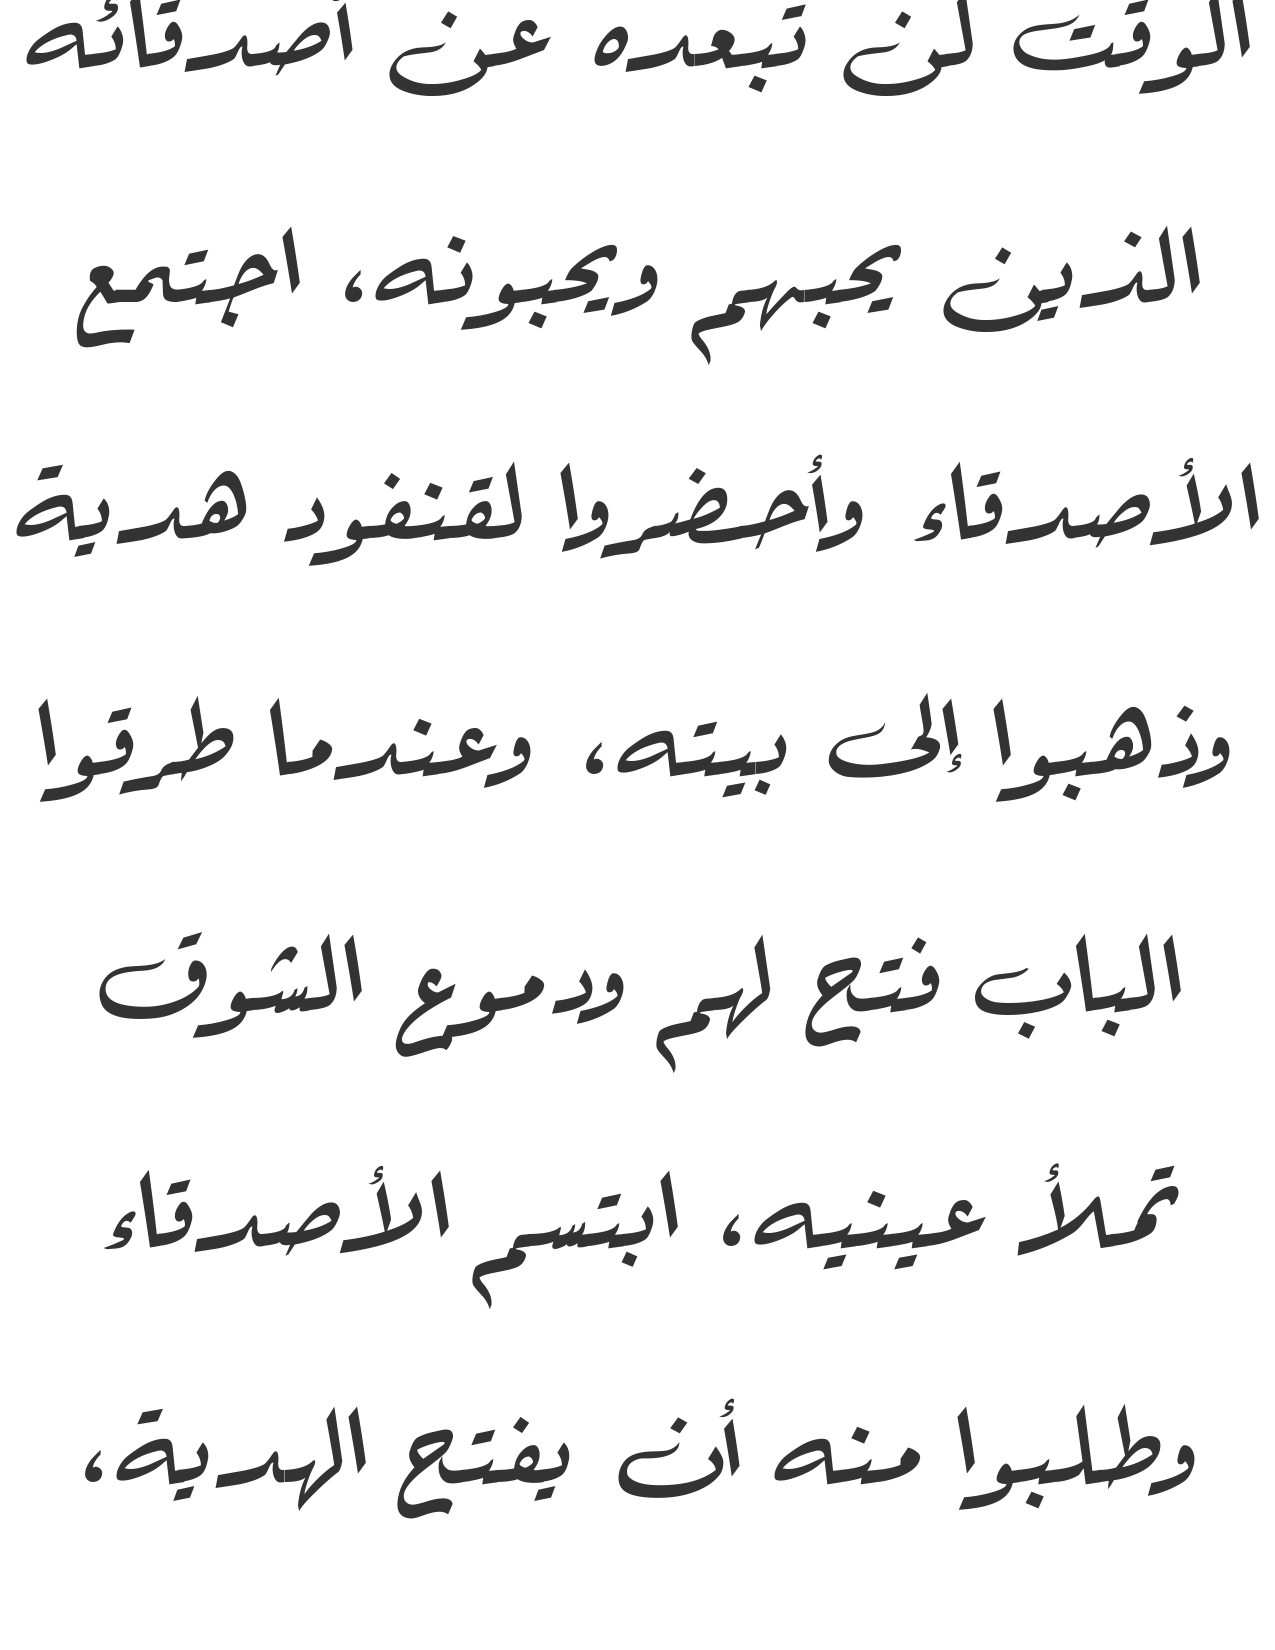 الوقت لن تبعده عن أصدقائه
الذين يحبهم ويحبونه، اجتمع
الأصدقاء وأحضروا لقنفود هدية
وذهبوا إلى بيته، وعندما طرقوا
الباب فتح لهم ودموع الشوق
تملأ عينيه، ابتسم الأصدقاء
وطلبوا منه أن يفتح الهدية،